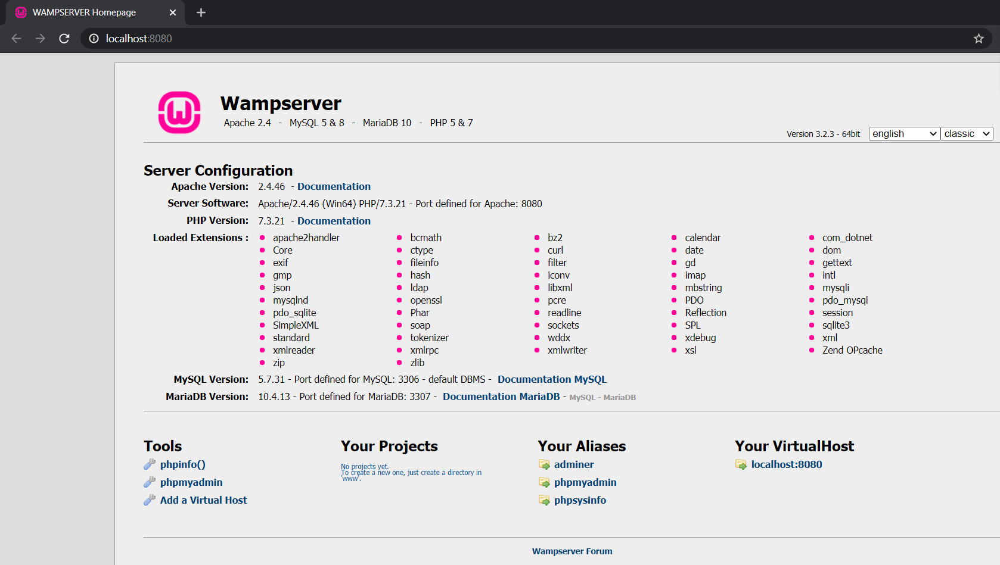 WAMPSERVER Homepage
localhost:8080
Wampserver
Apache 2.4 - MySQL 5 & 8 - MariaDB 10 - PHP 5 & 7
Version 3.2.3 - 64bit english classic
Server Configuration
Apache Version: 2.4.46 - Documentation
Server Software: Apache/2.4.46 (Win64) PHP/7.3.21 - Port defined for Apache: 8080
PHP Version: 7.3.21 - Documentation
Loaded Extensions : apache2handler bcmath bz2 calendar com_dotnet
Core ctype curl date dom
exif fileinfo filter gd gettext
gmp hash iconv imap intl
json ldap libxml mbstring mysqli
mysqlnd openssl pcre PDO pdo_mysql
pdo_sqlite Phar readline Reflection session
SimpleXML soap sockets SPL sqlite3
standard tokenizer wddx xdebug xml
xmlreader xmlrpc xmlwriter xsl Zend OPcache
zip zlib
MySQL Version: 5.7.31 - Port defined for MySQL: 3306 - default DBMS - Documentation MySQL
MariaDB Version: 10.4.13 - Port defined for MariaDB: 3307 - Documentation MariaDB - MySQL - MariaDB
Tools
phpinfo()
phpmyadmin
Add a Virtual Host
Your Projects
No projects yet.
To create a new one, just create a directory in
'www'.
Your Aliases
adminer
phpmyadmin
phpsysinfo
Your VirtualHost
localhost:8080
Wampserver Forum